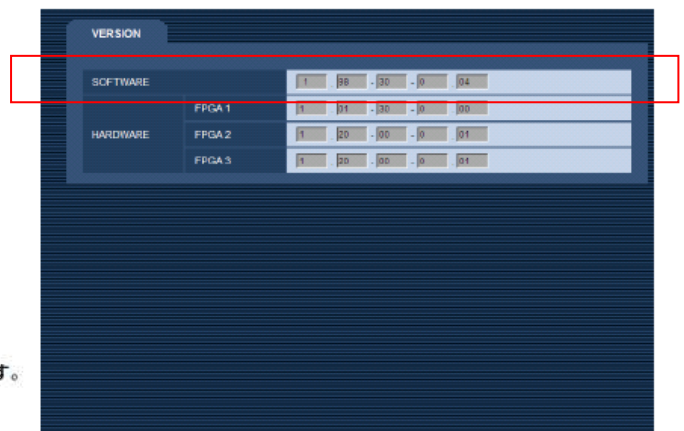 VERSION
SOFTWARE 1 . 98 - 30 - 0 . 04
FPGA 1 1 . 01 - 30 - 0 . 00
HARDWARE FPGA 2 1 . 20 - 00 - 0 . 01
FPGA 3 1 . 20 - 00 - 0 . 01
す。